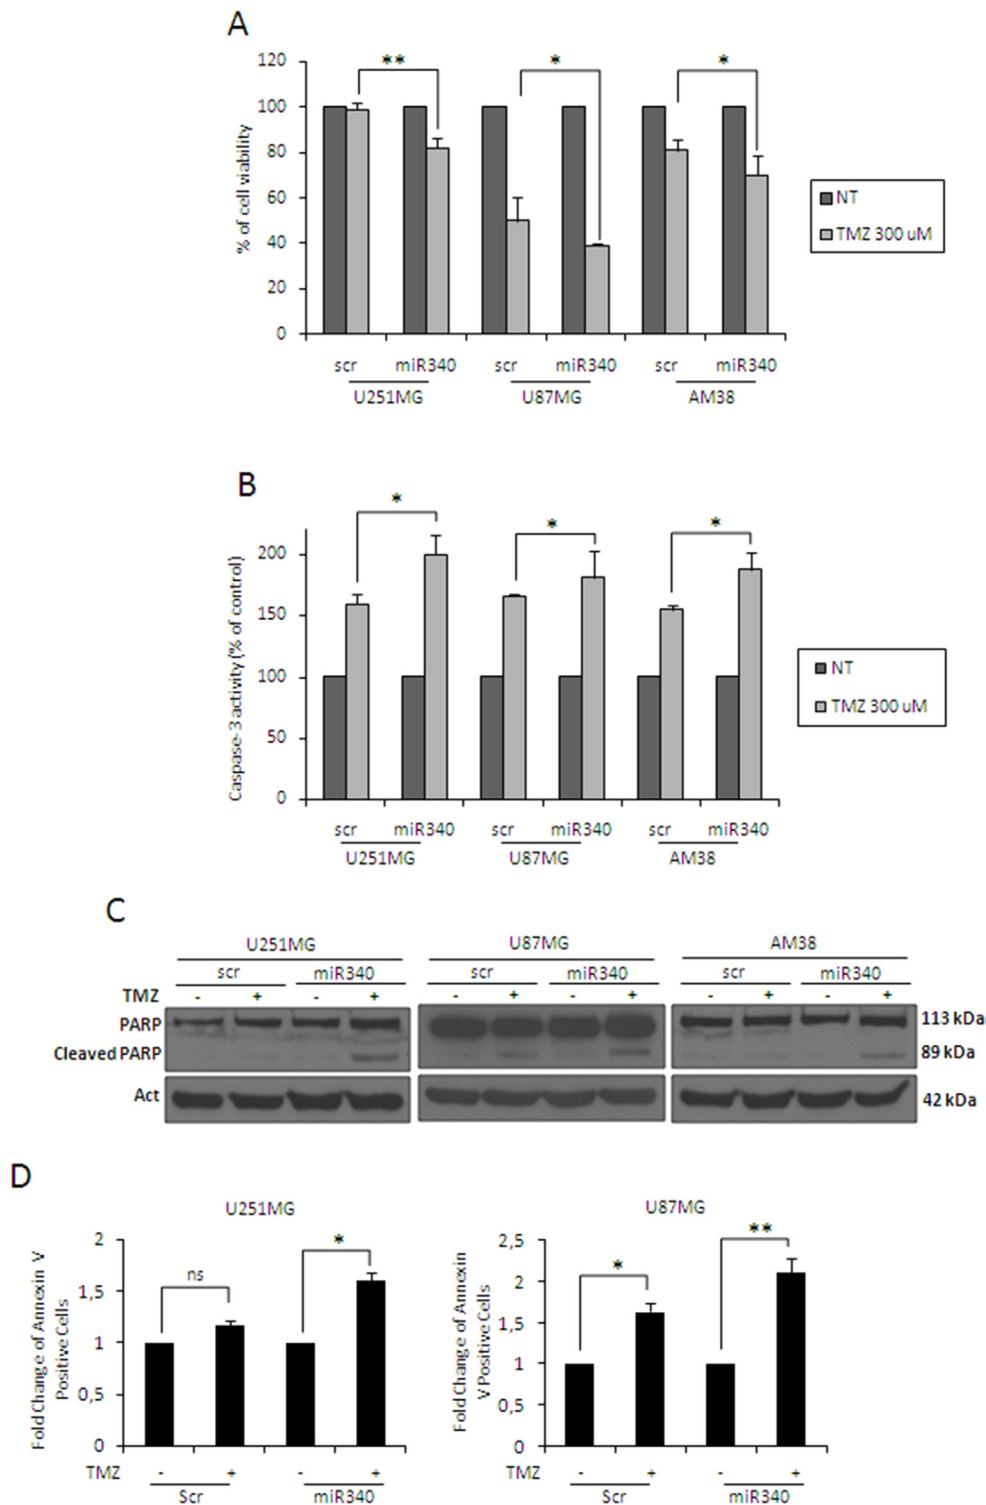 A
120
100
80
60
40
20
0
% of cell viability
** * *
scr miR340 scr miR340 scr miR340
U251MG U87MG AM38
NT
TMZ 300 uM
B
200
150
100
50
0
Caspase-3 activity (% of control)
* * *
scr miR340 scr miR340 scr miR340
U251MG U87MG AM38
NT
TMZ 300 uM
C
U251MG U87MG AM38
scr miR340 scr miR340 scr miR340
TMZ - + - + - + - + - + - +
PARP 113 kDa
Cleaved PARP 89 kDa
Act 42 kDa
D
U251MG
2
1,5
1
0,5
0
Fold Change of Annexin V
Positive Cells
ns *
TMZ - + - +
Scr miR340
U87MG
2,5
2
1,5
1
0,5
0
Fold Change of Annexin
V Positive Cells
* **
TMZ - + - +
Scr miR340